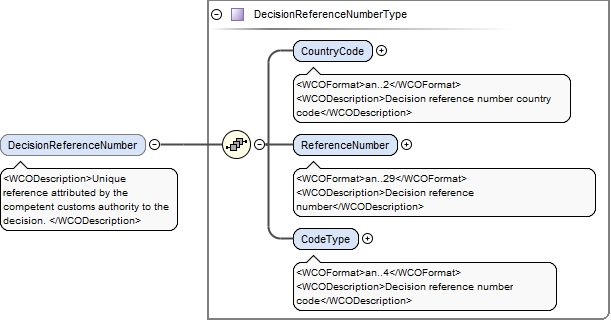 DecisionReferenceNumberType
CountryCode
<WCOFormat>an..2</WCOFormat>
<WCODescription>Decision reference number country
code</WCODescription>
DecisionReferenceNumber
<WCODescription>Unique
reference attributed by the
competent customs authority to the
decision. </WCODescription>
ReferenceNumber
<WCOFormat>an..29</WCOFormat>
<WCODescription>Decision reference
number</WCODescription>
CodeType
<WCOFormat>an..4</WCOFormat>
<WCODescription>Decision reference number
code</WCODescription>